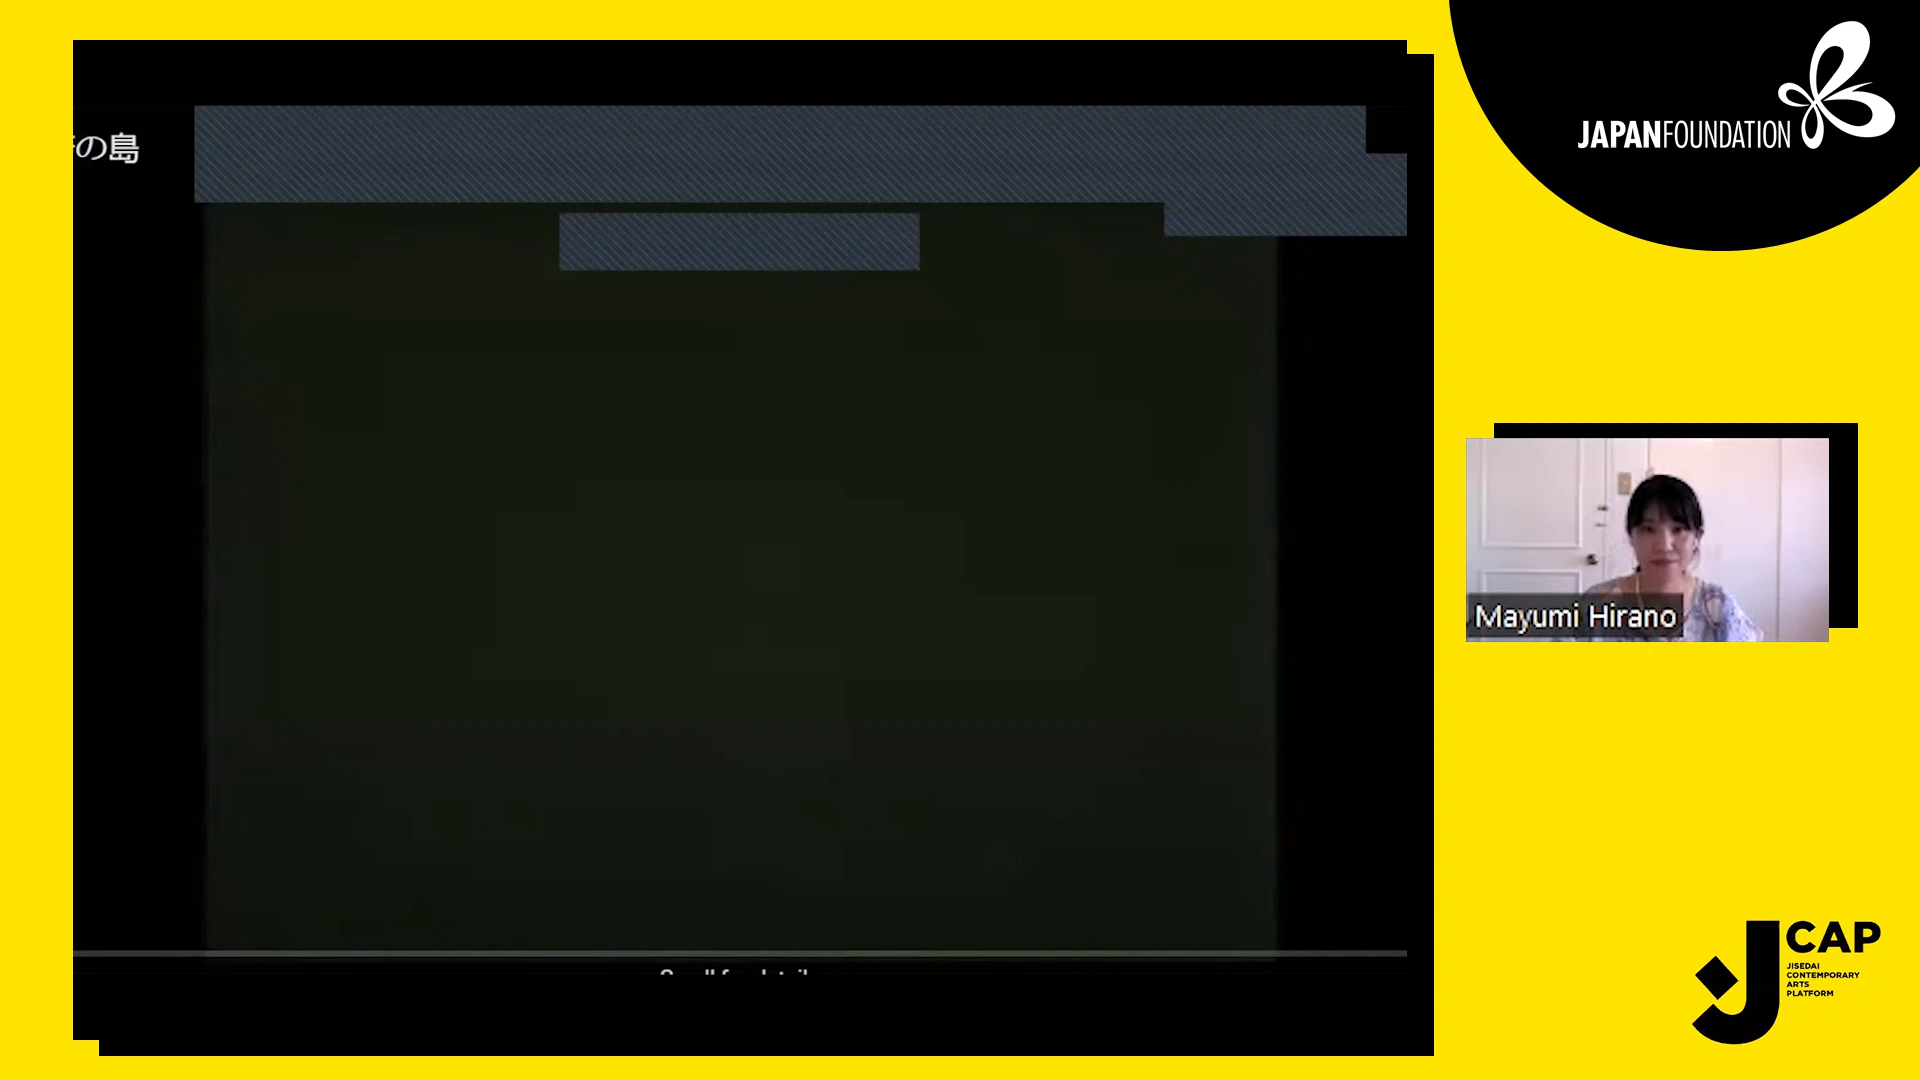 の島
JAPANFOUNDATION
Mayumi Hirano
CAP
JISEDAI
CONTEMPORARY
ARTS
PLATFORM